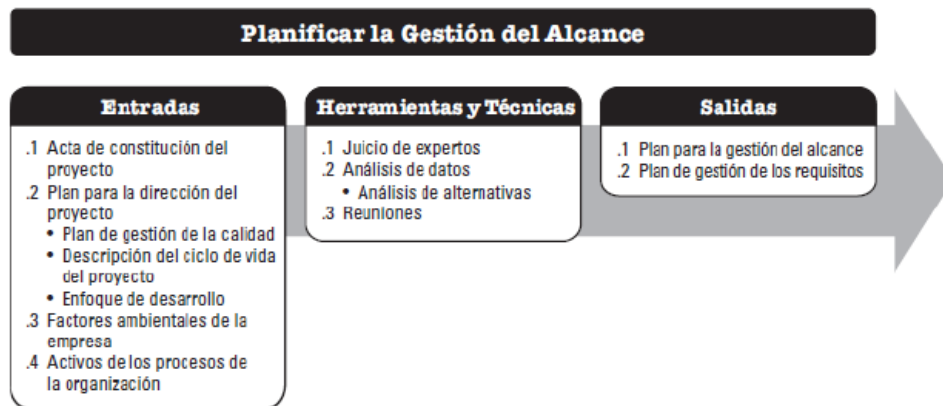 Planificar la Gestión del Alcance
Entradas
.1 Acta de constitución del
proyecto
.2 Plan para la dirección del
proyecto
• Plan de gestión de la calidad
• Descripción del ciclo de vida
del proyecto
• Enfoque de desarrollo
.3 Factores ambientales de la
empresa
.4 Activos de los procesos de
la organización
Herramientas y Técnicas
.1 Juicio de expertos
.2 Análisis de datos
• Análisis de alternativas
.3 Reuniones
Salidas
.1 Plan para la gestión del alcance
.2 Plan de gestión de los requisitos